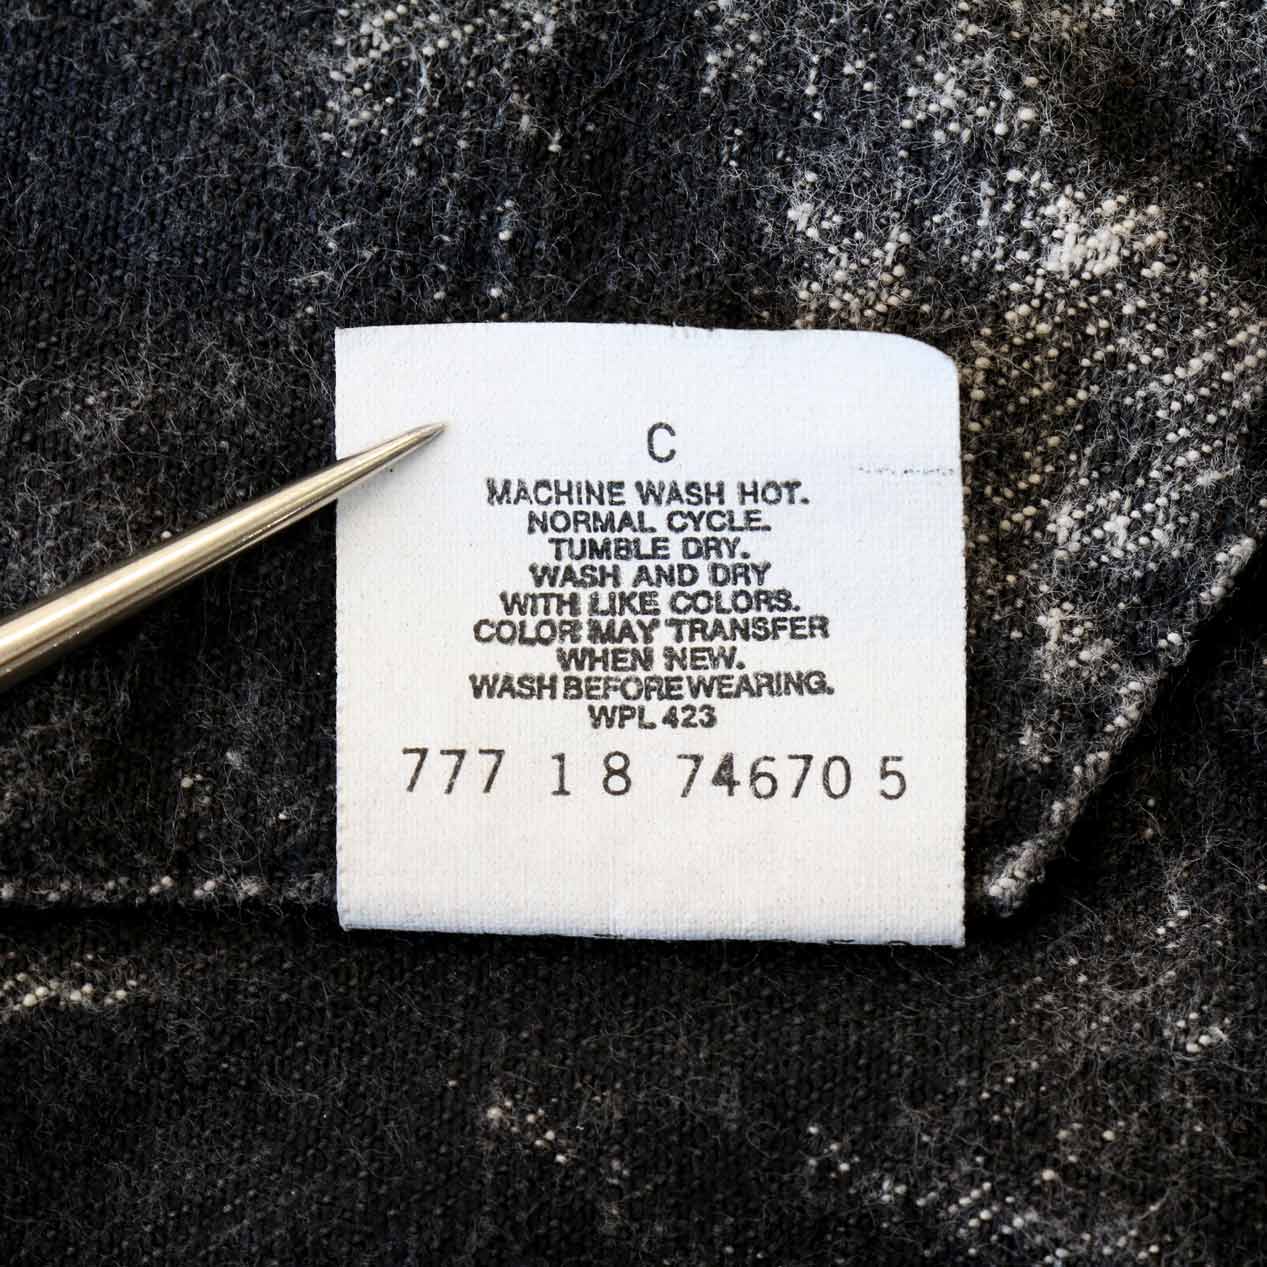 C
MACHINE WASH HOT.
NORMAL CYCLE.
TUMBLE DRY.
WASH AND DRY
WITH LIKE COLORS.
COLOR MAY TRANSFER
WHEN NEW.
WASH BEFORE WEARING.
WPL 423
777 1 8 74670 5